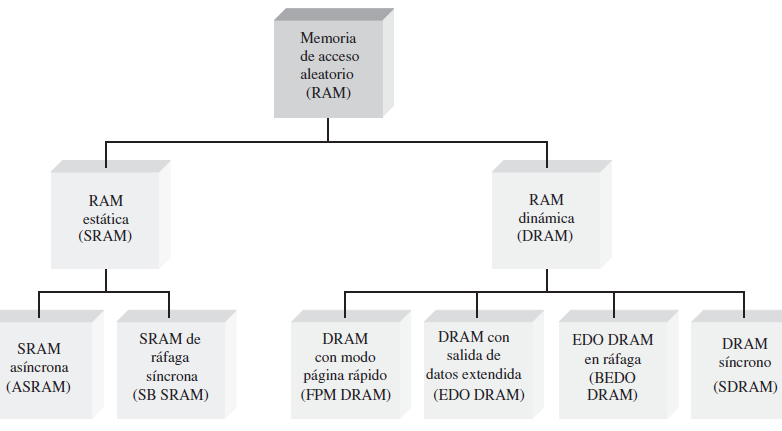 Memoria
de acceso
aleatorio
(RAM)
RAM
estática
(SRAM)
RAM
dinámica
(DRAM)
SRAM
asíncrona
(ASRAM)
SRAM de
ráfaga
síncrona
(SB SRAM)
DRAM
con modo
página rápido
(FPM DRAM)
DRAM con
salida de
datos extendida
(EDO DRAM)
EDO DRAM
en ráfaga
(BEDO
DRAM)
DRAM
síncrono
(SDRAM)